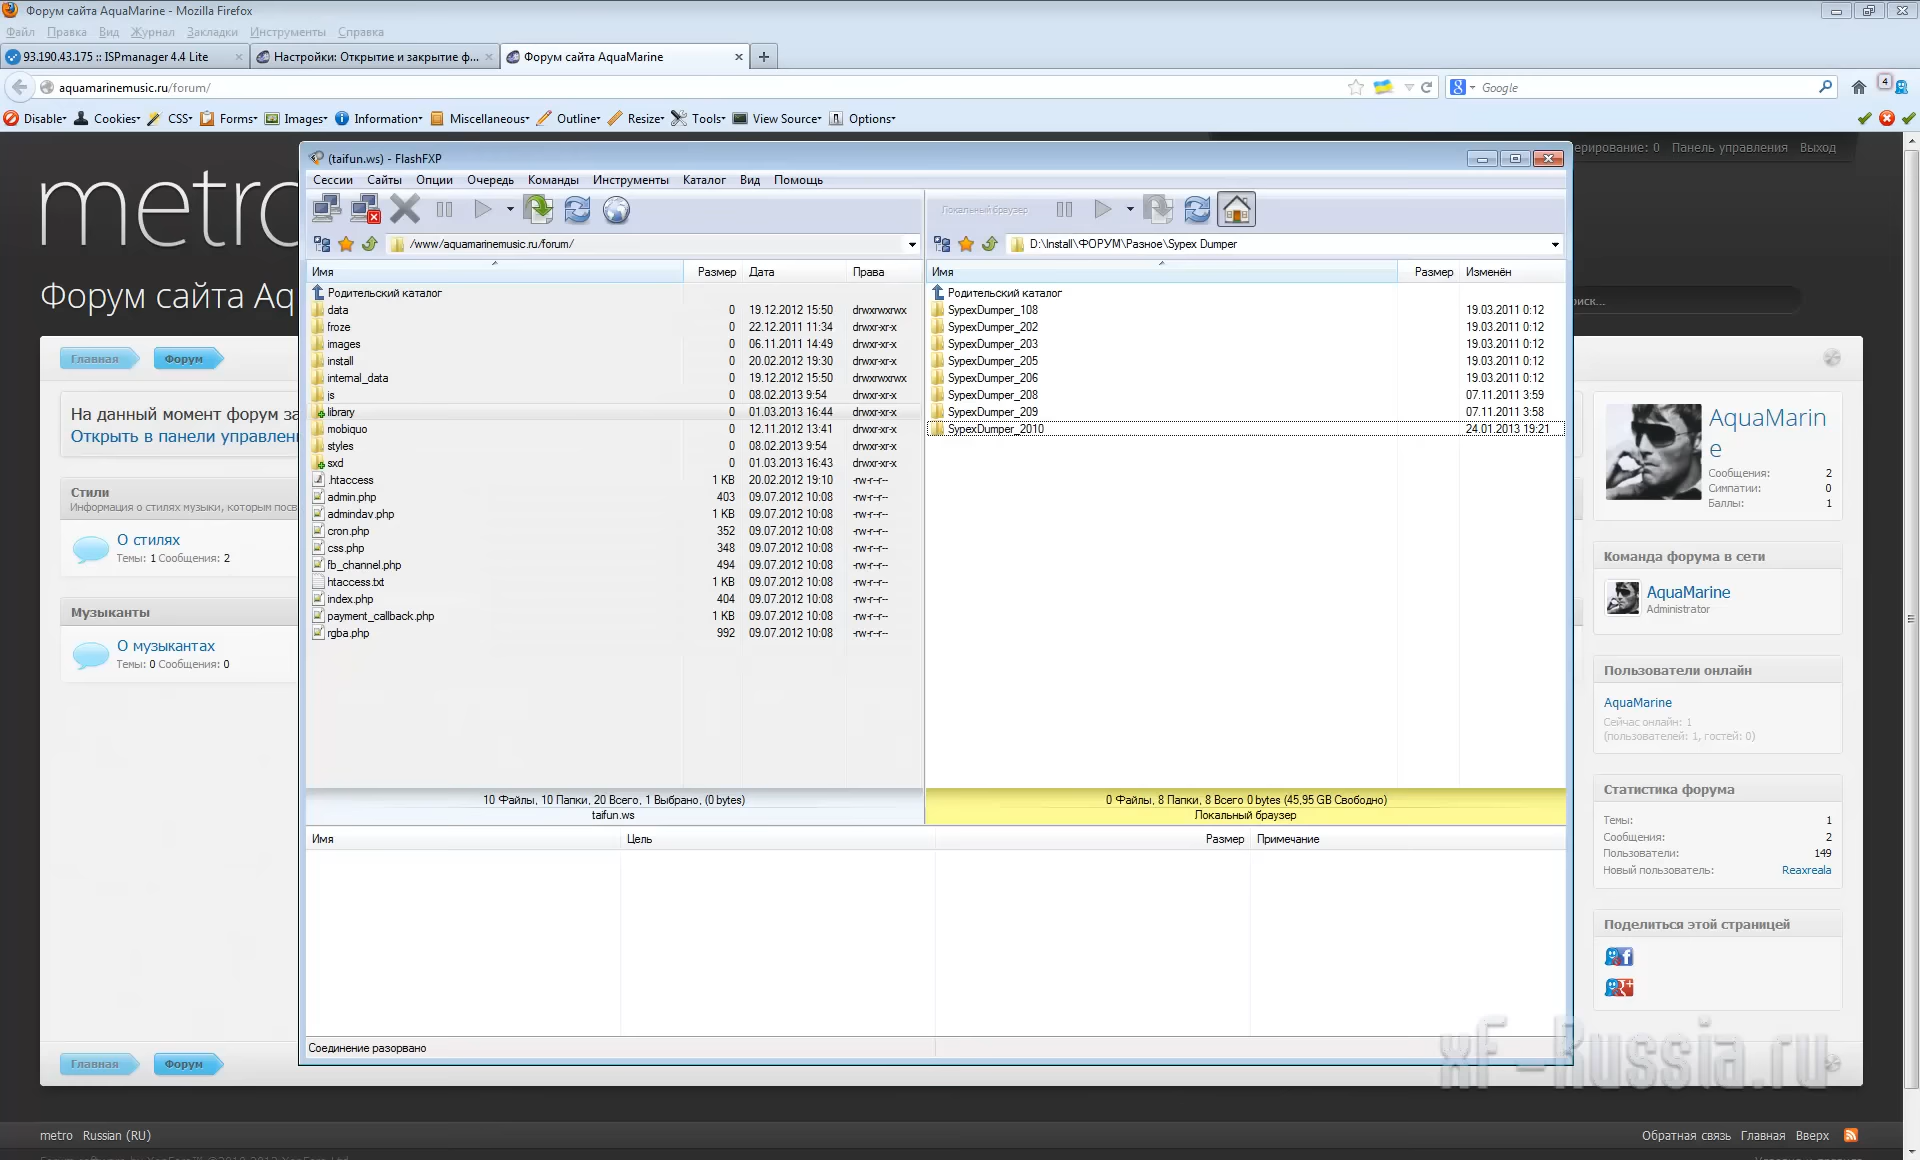 Форум сайта AquaMarine - Mozilla Firefox
Файл Правка Вид Журнал Закладки Инструменты Справка
93.190.43.175 :: ISPmanager 4.4 Lite Настройки: Открытие и закрытие ф... Форум сайта AquaMarine
aquamarinemusic.ru/forum/ Google 4
Disable Cookies CSS Forms Images Information Miscellaneous Outline Resize Tools View Source Options
(taifun.ws) - FlashFXP
ерирование: 0 Панель управления Выход
metro
Сессии Сайты Опции Очередь Команды Инструменты Каталог Вид Помощь
Локальный браузер
/www/aquamarinemusic.ru/forum/ D:\Install\ФОРУМ\Разное\Sypex Dumper
Имя Размер Дата Права Имя Размер Изменён
Форум сайта Aq
Родительский каталог Родительский каталог
data 0 19.12.2012 15:50 drwxrwxrwx SypexDumper_108 19.03.2011 0:12
froze 0 22.12.2011 11:34 drwxr-xr-x SypexDumper_202 19.03.2011 0:12
images 0 06.11.2011 14:49 drwxr-xr-x SypexDumper_203 19.03.2011 0:12
install 0 20.02.2012 19:30 drwxr-xr-x SypexDumper_205 19.03.2011 0:12
internal_data 0 19.12.2012 15:50 drwxrwxrwx SypexDumper_206 19.03.2011 0:12
js 0 08.02.2013 9:54 drwxr-xr-x SypexDumper_208 07.11.2011 3:59
library 0 01.03.2013 16:44 drwxr-xr-x SypexDumper_209 07.11.2011 3:58
mobiquo 0 12.11.2012 13:41 drwxr-xr-x SypexDumper_2010 24.01.2013 19:21
styles 0 08.02.2013 9:54 drwxr-xr-x
sxd 0 01.03.2013 16:43 drwxr-xr-x
.htaccess 1 KB 20.02.2012 19:10 -rw-r--r--
admin.php 403 09.07.2012 10:08 -rw-r--r--
admindav.php 1 KB 09.07.2012 10:08 -rw-r--r--
cron.php 352 09.07.2012 10:08 -rw-r--r--
css.php 348 09.07.2012 10:08 -rw-r--r--
fb_channel.php 494 09.07.2012 10:08 -rw-r--r--
htaccess.txt 1 KB 09.07.2012 10:08 -rw-r--r--
index.php 404 09.07.2012 10:08 -rw-r--r--
payment_callback.php 1 KB 09.07.2012 10:08 -rw-r--r--
rgba.php 992 09.07.2012 10:08 -rw-r--r--
10 Файлы, 10 Папки, 20 Всего, 1 Выбрано, (0 bytes) 0 Файлы, 8 Папки, 8 Всего 0 bytes (45,95 GB Свободно)
taifun.ws Локальный браузер
Имя Цель Размер Примечание
Соединение разорвано
Главная Форум
На данный момент форум за
Открыть в панели управлен
Стили
Информация о стилях музыки, которым посв
О стилях
Темы: 1 Сообщения: 2
Музыканты
О музыкантах
Темы: 0 Сообщения: 0
Главная Форум
иск...
AquaMarin
e
Сообщения: 2
Симпатии: 0
Баллы: 1
Команда форума в сети
AquaMarine
Administrator
Пользователи онлайн
AquaMarine
Сейчас онлайн: 1
(пользователей: 1, гостей: 0)
Статистика форума
Темы: 1
Сообщения: 2
Пользователи: 149
Новый пользователь: Reaxreala
Поделиться этой страницей
xF-Russia.ru
metro Russian (RU) Обратная связь Главная Вверх